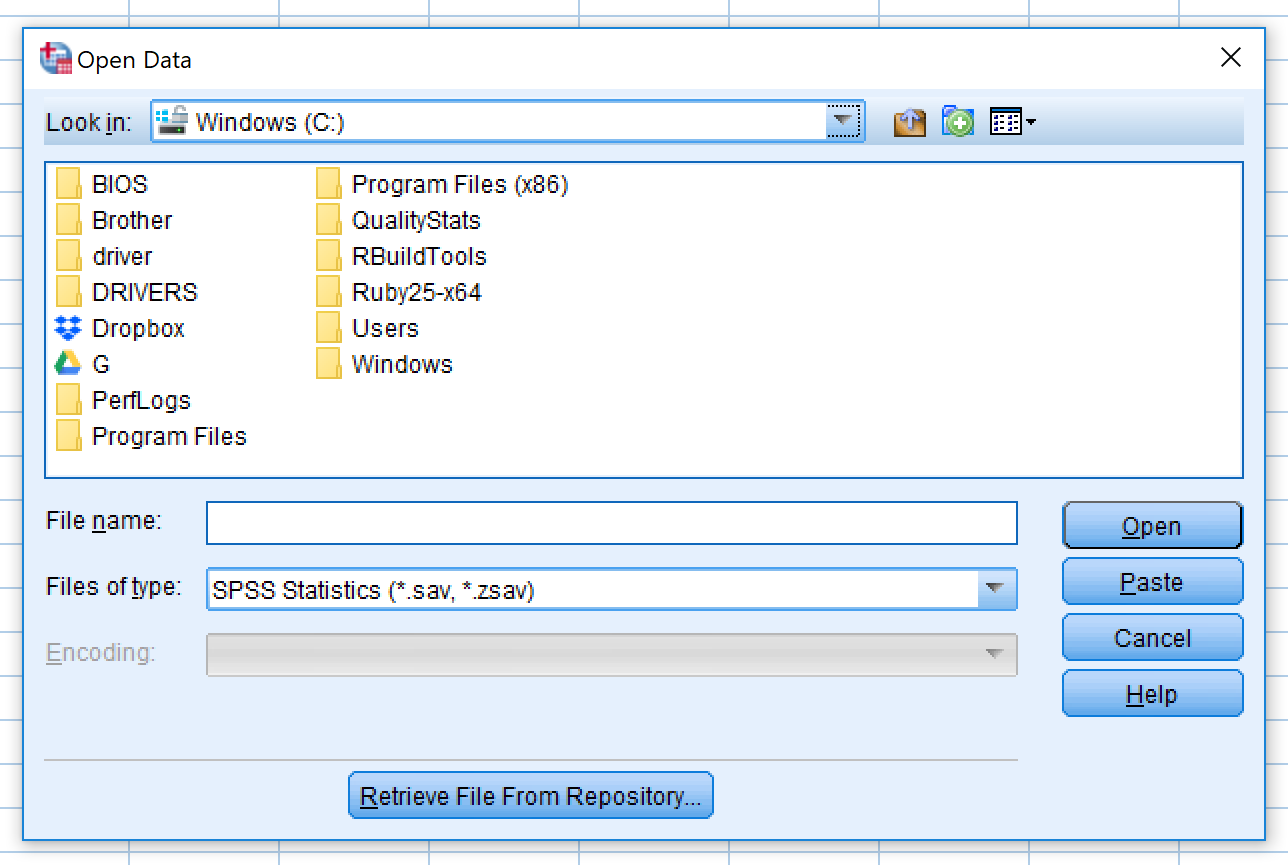 Open Data
Look in: Windows (C:)
BIOS
Brother
driver
DRIVERS
Dropbox
G
PerfLogs
Program Files
Program Files (x86)
QualityStats
RBuildTools
Ruby25-x64
Users
Windows
File name:
Files of type: SPSS Statistics (*.sav, *.zsav)
Encoding:
Open
Paste
Cancel
Help
Retrieve File From Repository...